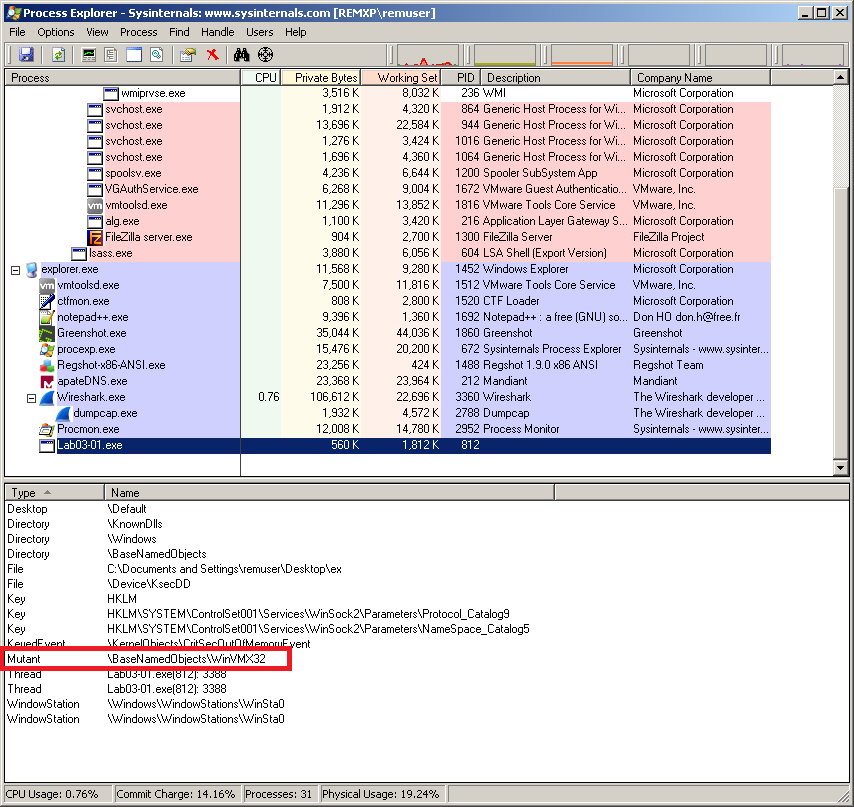 Process Explorer - Sysinternals: www.sysinternals.com [REMXP\remuser]
File Options View Process Find Handle Users Help
Process CPU Private Bytes Working Set PID Description Company Name
wmiprvse.exe 3,516 K 8,032 K 236 WMI Microsoft Corporation
svchost.exe 1,912 K 4,320 K 864 Generic Host Process for Wi... Microsoft Corporation
svchost.exe 13,696 K 22,584 K 944 Generic Host Process for Wi... Microsoft Corporation
svchost.exe 1,276 K 3,424 K 1016 Generic Host Process for Wi... Microsoft Corporation
svchost.exe 1,696 K 4,360 K 1064 Generic Host Process for Wi... Microsoft Corporation
spoolsv.exe 4,236 K 6,644 K 1200 Spooler SubSystem App Microsoft Corporation
VGAuthService.exe 6,268 K 9,004 K 1672 VMware Guest Authenticatio... VMware, Inc.
vmtoolsd.exe 11,296 K 13,852 K 1816 VMware Tools Core Service VMware, Inc.
alg.exe 1,100 K 3,420 K 216 Application Layer Gateway S... Microsoft Corporation
FileZilla server.exe 904 K 2,700 K 1300 FileZilla Server FileZilla Project
lsass.exe 3,880 K 6,056 K 604 LSA Shell (Export Version) Microsoft Corporation
explorer.exe 11,568 K 9,280 K 1452 Windows Explorer Microsoft Corporation
vmtoolsd.exe 7,500 K 11,816 K 1512 VMware Tools Core Service VMware, Inc.
ctfmon.exe 808 K 2,800 K 1520 CTF Loader Microsoft Corporation
notepad++.exe 9,396 K 1,360 K 1692 Notepad++ : a free (GNU) so... Don HO don.h@free.fr
Greenshot.exe 35,044 K 44,036 K 1860 Greenshot Greenshot
procexp.exe 15,476 K 20,200 K 672 Sysinternals Process Explorer Sysinternals - www.sysinter...
Regshot-x86-ANSI.exe 23,256 K 424 K 1488 Regshot 1.9.0 x86 ANSI Regshot Team
apateDNS.exe 23,368 K 23,964 K 212 Mandiant Mandiant
Wireshark.exe 0.76 106,612 K 22,696 K 3360 Wireshark The Wireshark developer ...
dumpcap.exe 1,932 K 4,572 K 2788 Dumpcap The Wireshark developer ...
Procmon.exe 12,008 K 14,780 K 2952 Process Monitor Sysinternals - www.sysinter...
Lab03-01.exe 560 K 1,812 K 812
Type Name
Desktop \Default
Directory \KnownDlls
Directory \Windows
Directory \BaseNamedObjects
File C:\Documents and Settings\remuser\Desktop\ex
File \Device\KsecDD
Key HKLM
Key HKLM\SYSTEM\ControlSet001\Services\WinSock2\Parameters\Protocol_Catalog9
Key HKLM\SYSTEM\ControlSet001\Services\WinSock2\Parameters\NameSpace_Catalog5
KeyedEvent \KernelObjects\CritSecOutOfMemoryEvent
Mutant \BaseNamedObjects\WinVMX32
Thread Lab03-01.exe(812): 3388
Thread Lab03-01.exe(812): 3388
WindowStation \Windows\WindowStations\WinSta0
WindowStation \Windows\WindowStations\WinSta0
CPU Usage: 0.76% Commit Charge: 14.16% Processes: 31 Physical Usage: 19.24%